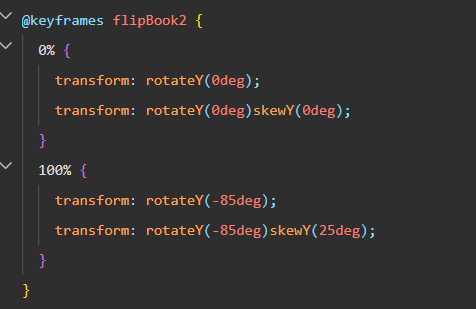 @keyframes flipBook2 {
0% {
transform: rotateY(0deg);
transform: rotateY(0deg)skewY(0deg);
}
100% {
transform: rotateY(-85deg);
transform: rotateY(-85deg)skewY(25deg);
}
}